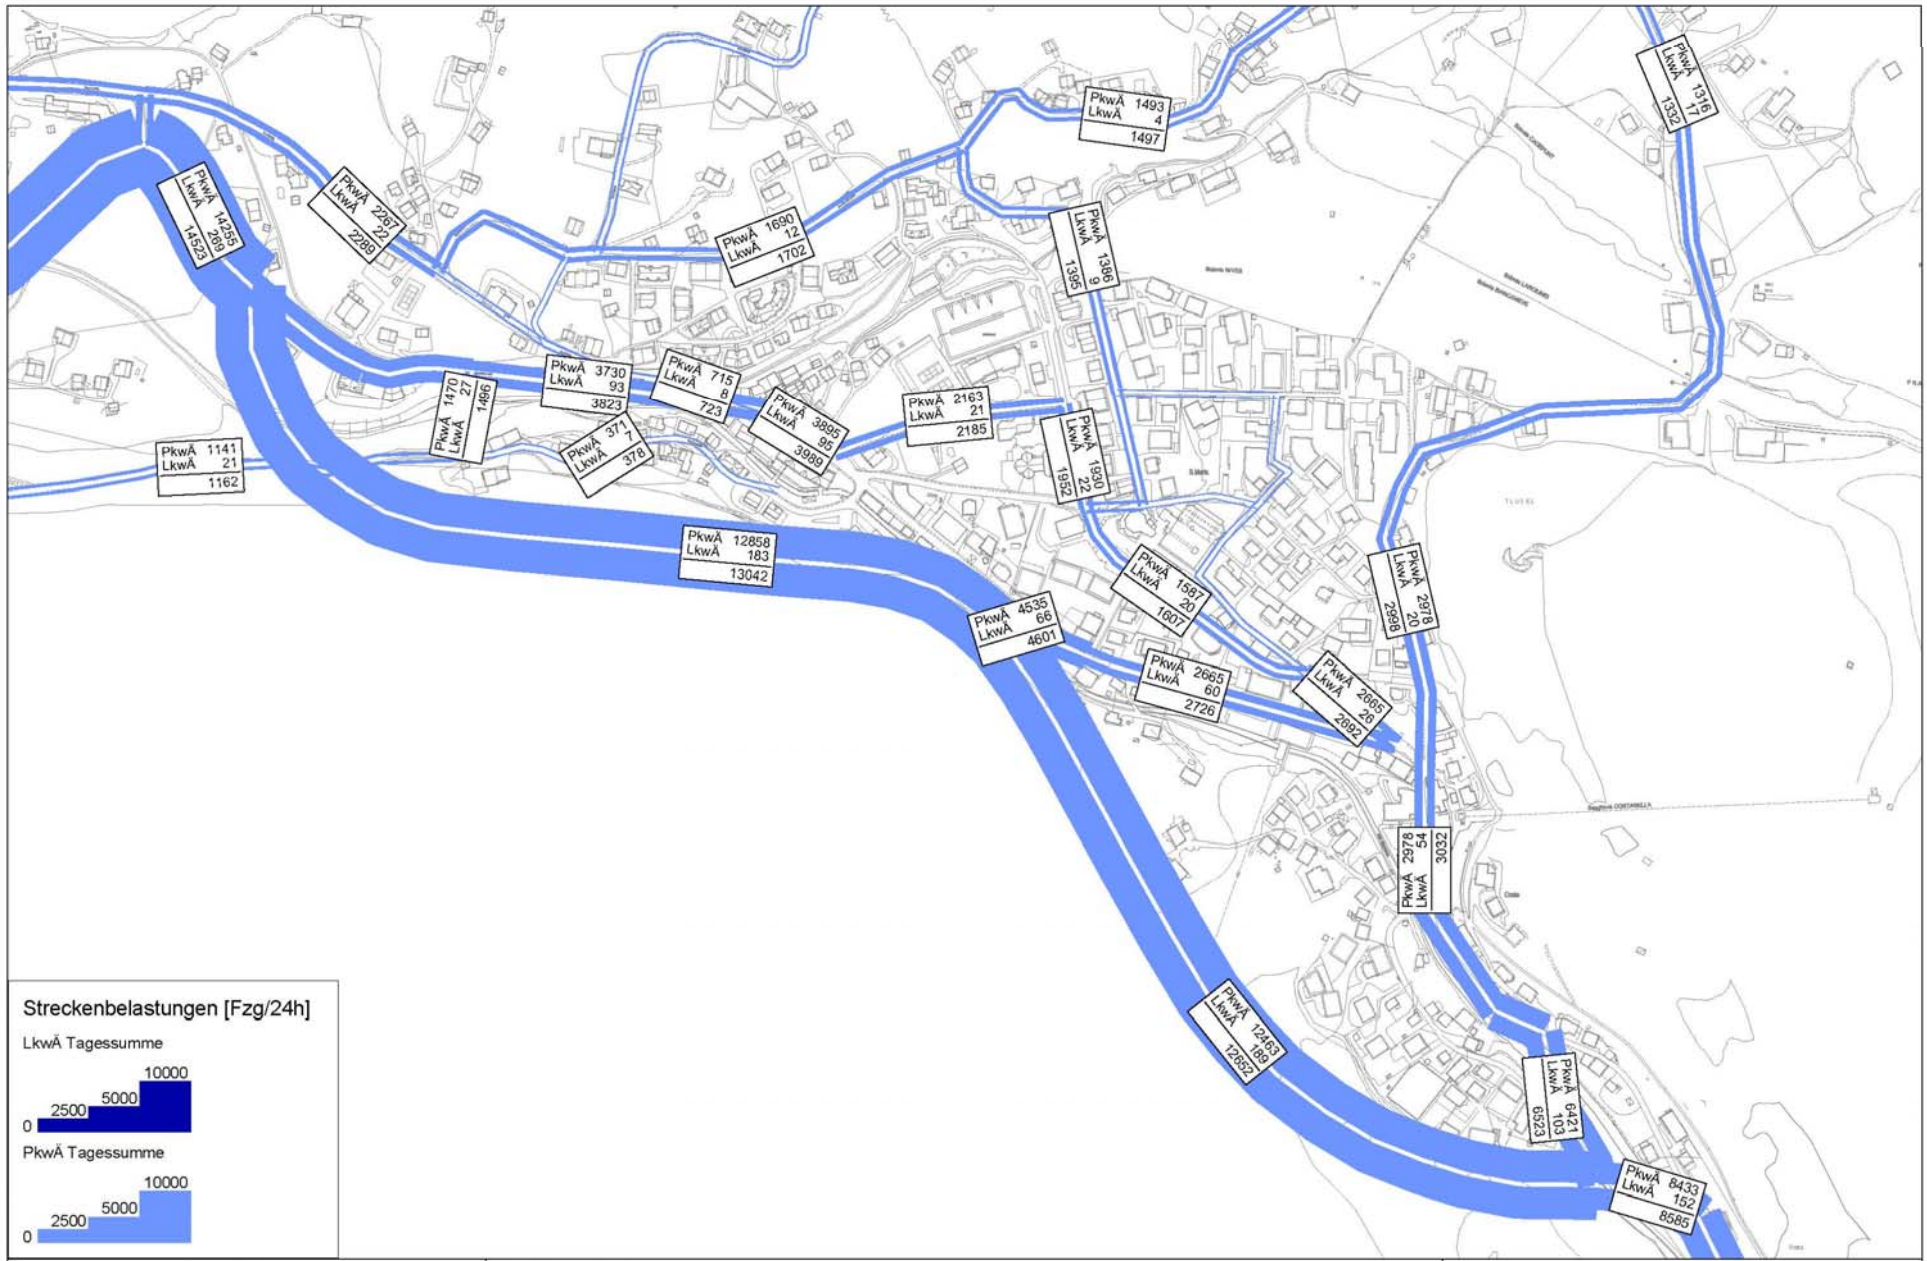 PkwÄ 1316
LkwÄ 17
1332
PkwÄ 1493
LkwÄ 4
1497
PkwÄ 14255
LkwÄ 269
14523
PkwÄ 2267
LkwÄ 22
2289
PkwÄ 1690
LkwÄ 12
1702
PkwÄ 1386
LkwÄ 9
1395
PkwÄ 1470
LkwÄ 27
1496
PkwÄ 3730
LkwÄ 93
3823
PkwÄ 715
LkwÄ 8
723
PkwÄ 3895
LkwÄ 95
3989
PkwÄ 2163
LkwÄ 21
2185
PkwÄ 1141
LkwÄ 21
1162
PkwÄ 371
LkwÄ 7
378
PkwÄ 1930
LkwÄ 22
1952
PkwÄ 12858
LkwÄ 183
13042
PkwÄ 1587
LkwÄ 20
1607
PkwÄ 2978
LkwÄ 20
2998
PkwÄ 4535
LkwÄ 66
4601
PkwÄ 2665
LkwÄ 60
2726
PkwÄ 2665
LkwÄ 26
2692
PkwÄ 2978
LkwÄ 54
3032
PkwÄ 12463
LkwÄ 189
12652
PkwÄ 6421
LkwÄ 103
6523
PkwÄ 8433
LkwÄ 152
8585
Streckenbelastungen [Fzg/24h]
LkwÄ Tagessumme
0 2500 5000 10000
PkwÄ Tagessumme
0 2500 5000 10000